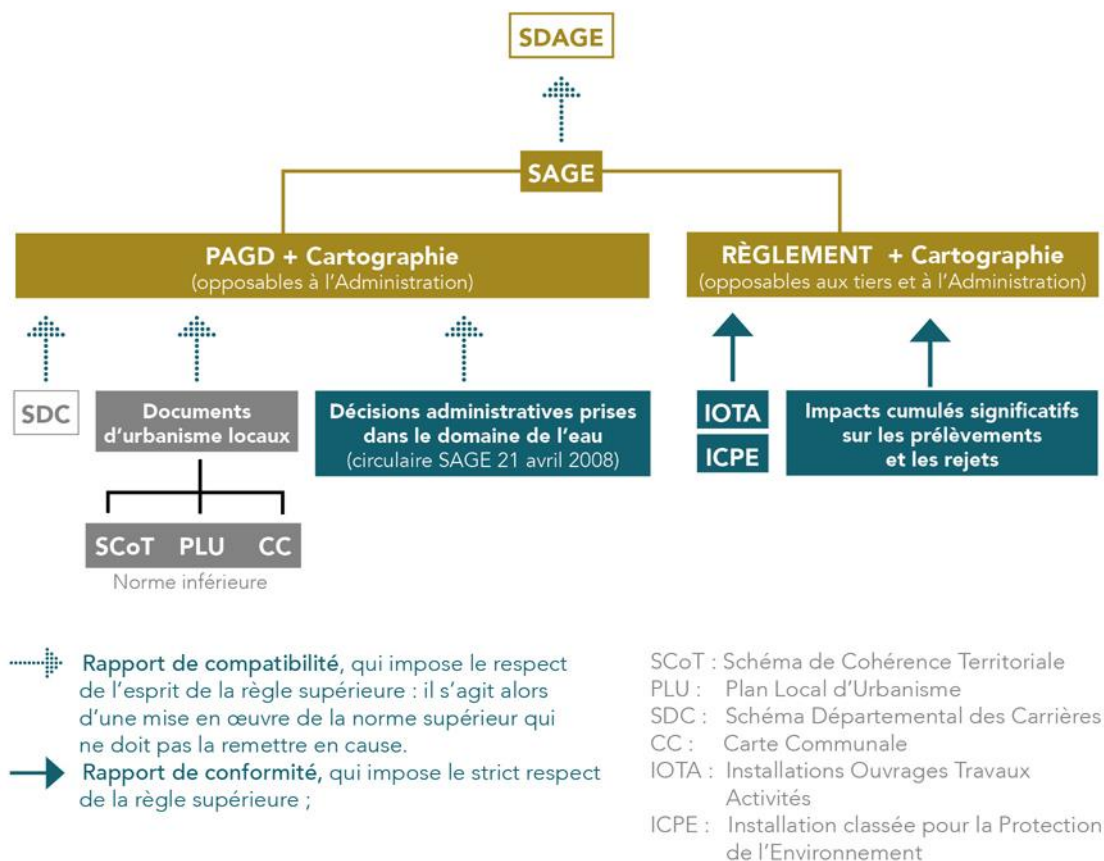 SDAGE
SAGE
PAGD + Cartographie
(opposables à l'Administration)
RÈGLEMENT + Cartographie
(opposables aux tiers et à l'Administration)
SDC
Documents
d'urbanisme locaux
Décisions administratives prises
dans le domaine de l'eau
(circulaire SAGE 21 avril 2008)
IOTA
ICPE
Impacts cumulés significatifs
sur les prélèvements
et les rejets
SCoT PLU CC
Norme inférieure
Rapport de compatibilité, qui impose le respect
de l'esprit de la règle supérieure : il s'agit alors
d'une mise en œuvre de la norme supérieur qui
ne doit pas la remettre en cause.
Rapport de conformité, qui impose le strict respect
de la règle supérieure ;
SCoT : Schéma de Cohérence Territoriale
PLU : Plan Local d'Urbanisme
SDC : Schéma Départemental des Carrières
CC : Carte Communale
IOTA : Installations Ouvrages Travaux
Activités
ICPE : Installation classée pour la Protection
de l'Environnement